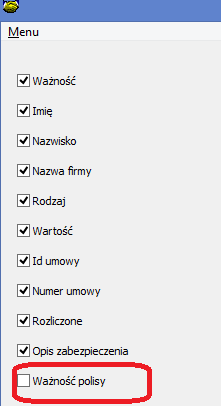 Menu
Ważność
Imię
Nazwisko
Nazwa firmy
Rodzaj
Wartość
Id umowy
Numer umowy
Rozliczone
Opis zabezpieczenia
Ważność polisy